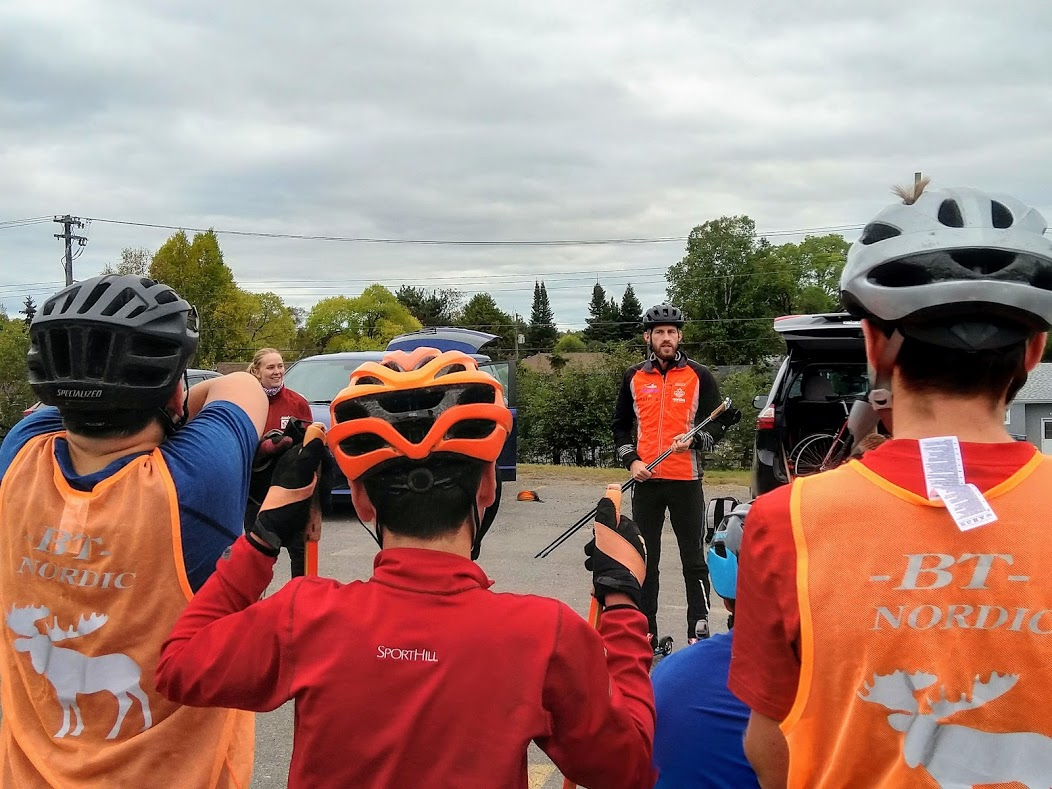 SPECIALIZED
BT-
NORDIC
SPORTHILL
-BT-
NORDIC